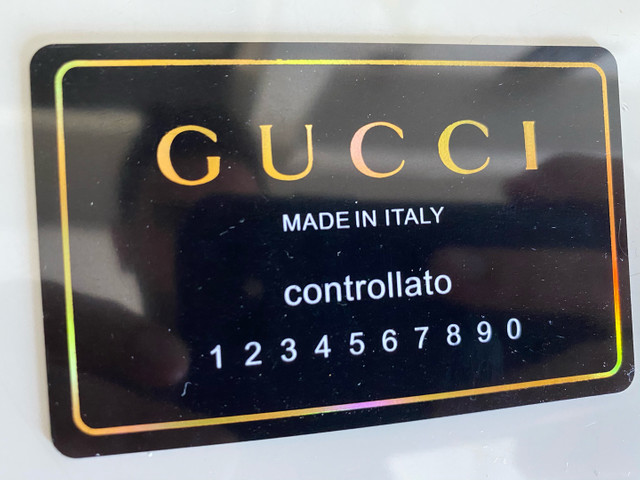 GUCCI
MADE IN ITALY
controllato
1 2 3 4 5 6 7 8 9 0